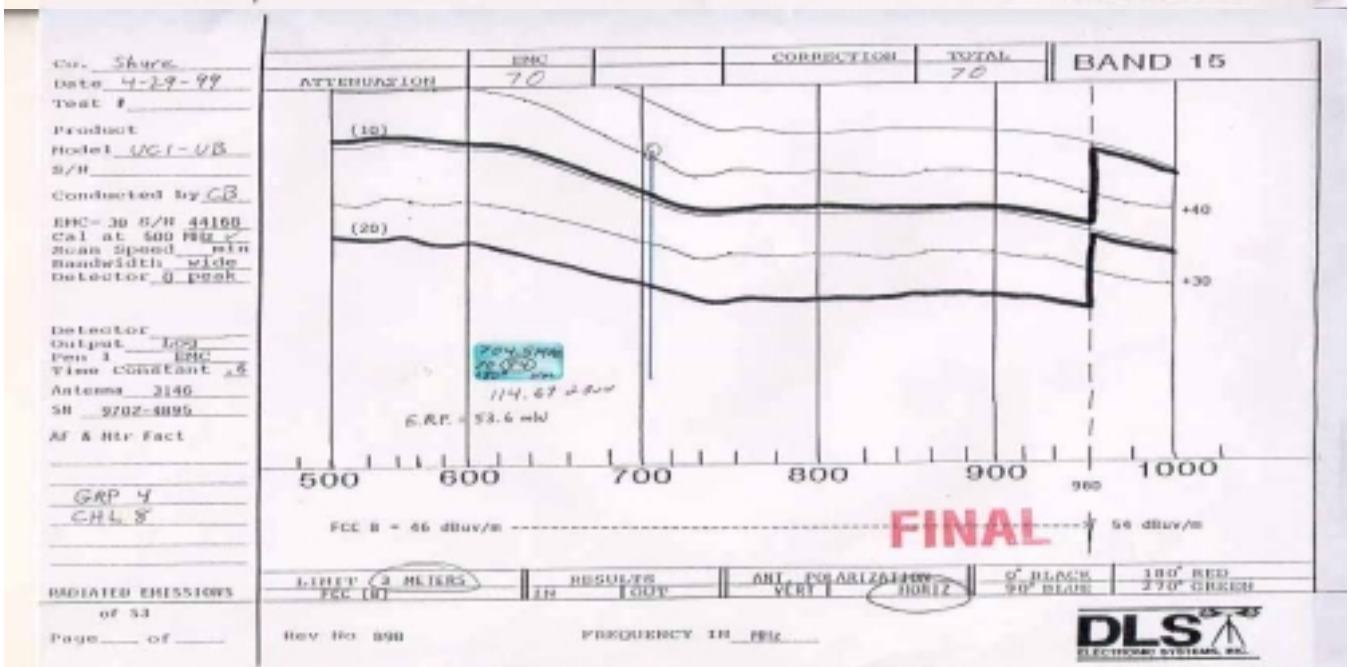 Co. Shure
Date 4-29-99
Test #
Product
Model UC1-UB
S/N
Conducted by CB
EMC-30 S/N 44160
Cal at 500 MHz ✓
Scan Speed min
Bandwidth wide
Detector Q peak
Detector
Output Log
Pen 1 EMC
Time Constant
Antenna 3146
SN 9702-4895
AF & Mtr Fact
GRP 4
CHL 8
RADIATED EMISSIONS
of 53
Page of
ATTENUATION
EMC
70
CORRECTION
TOTAL
70
BAND 15
(10)
(20)
+40
+30
114.67 dBuv
E.R.P. = 53.6 mW
500 600 700 800 900 960 1000
FCC B = 46 dBuv/m 54 dBuv/m
FINAL
LIMIT 3 METERS
FCC [B]
RESULTS
IN OUT
ANT. POLARIZATION
VERT HORIZ
0° BLACK
90° BLUE
180° RED
270° GREEN
Rev No 898
FREQUENCY IN MHz
DLS
ELECTRONIC SYSTEMS, INC.